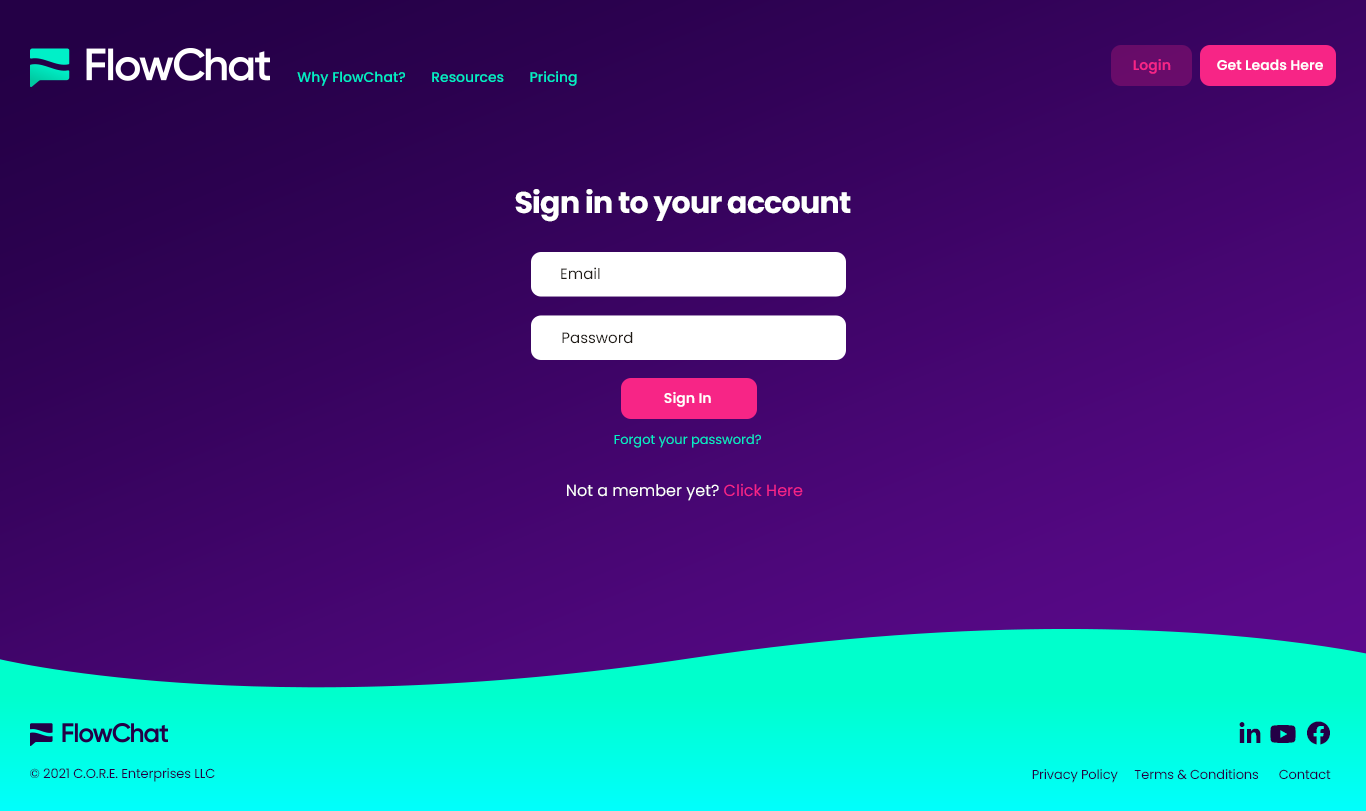 FlowChat
Why FlowChat? Resources Pricing
Login Get Leads Here
Sign in to your account
Email
Password
Sign In
Forgot your password?
Not a member yet? Click Here
FlowChat
in
© 2021 C.O.R.E. Enterprises LLC
Privacy Policy Terms & Conditions Contact